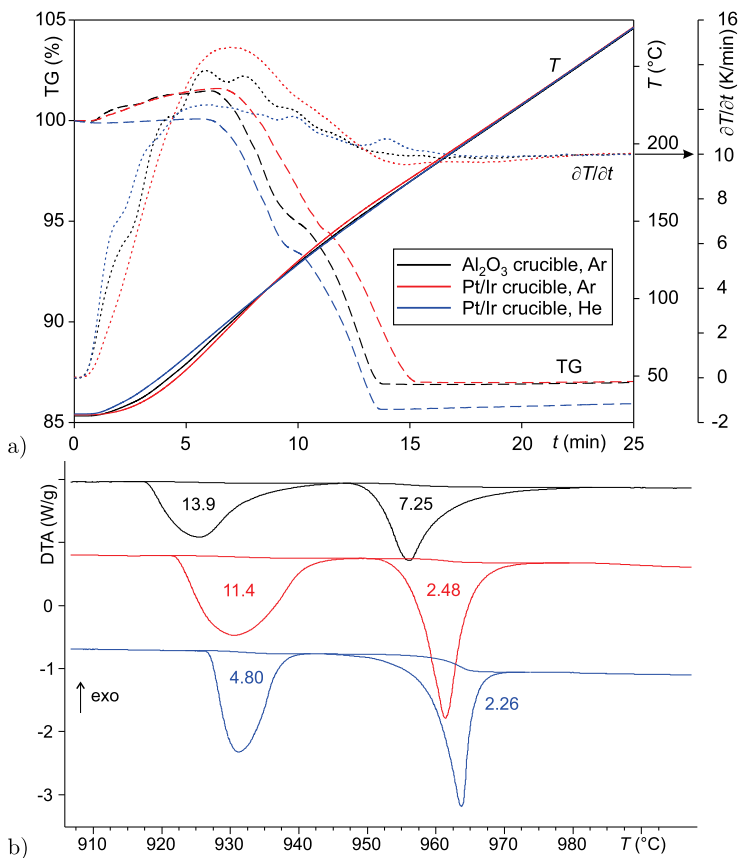 105
100
95
90
85
TG (%)
0
5
10
15
20
25
t (min)
T
∂T/∂t
TG
Al2O3 crucible, Ar
Pt/Ir crucible, Ar
Pt/Ir crucible, He
200
150
100
50
T (°C)
16
10
8
6
4
2
0
-2
∂T/∂t (K/min)
a)
DTA (W/g)
0
-1
-2
-3
exo
13.9
7.25
11.4
2.48
4.80
2.26
910
920
930
940
950
960
970
980
T (°C)
b)